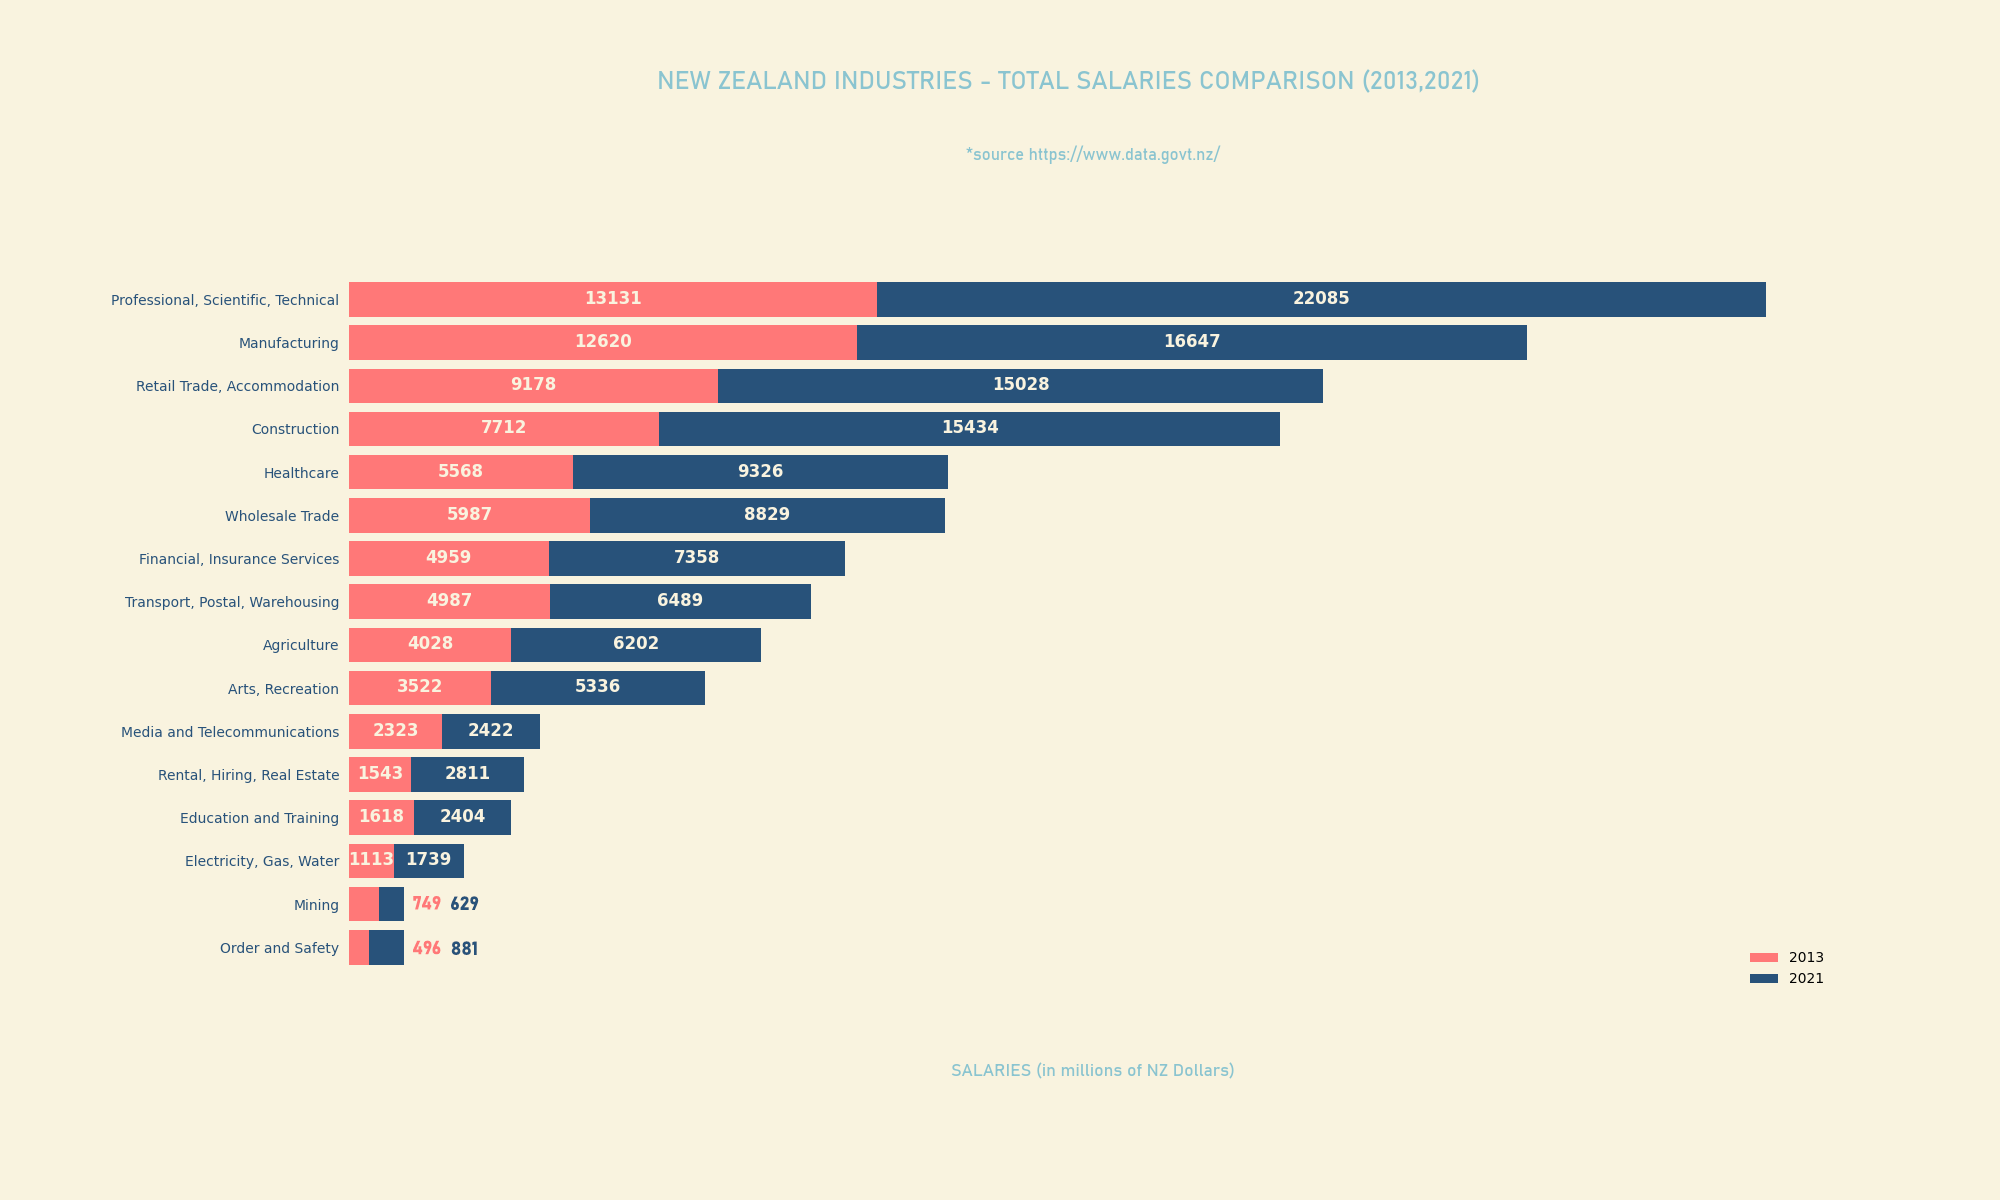 NEW ZEALAND INDUSTRIES - TOTAL SALARIES COMPARISON (2013,2021)
*source https://www.data.govt.nz/
Professional, Scientific, Technical 13131 22085
Manufacturing 12620 16647
Retail Trade, Accommodation 9178 15028
Construction 7712 15434
Healthcare 5568 9326
Wholesale Trade 5987 8829
Financial, Insurance Services 4959 7358
Transport, Postal, Warehousing 4987 6489
Agriculture 4028 6202
Arts, Recreation 3522 5336
Media and Telecommunications 2323 2422
Rental, Hiring, Real Estate 1543 2811
Education and Training 1618 2404
Electricity, Gas, Water 1113 1739
Mining 749 629
Order and Safety 496 881
2013
2021
SALARIES (in millions of NZ Dollars)